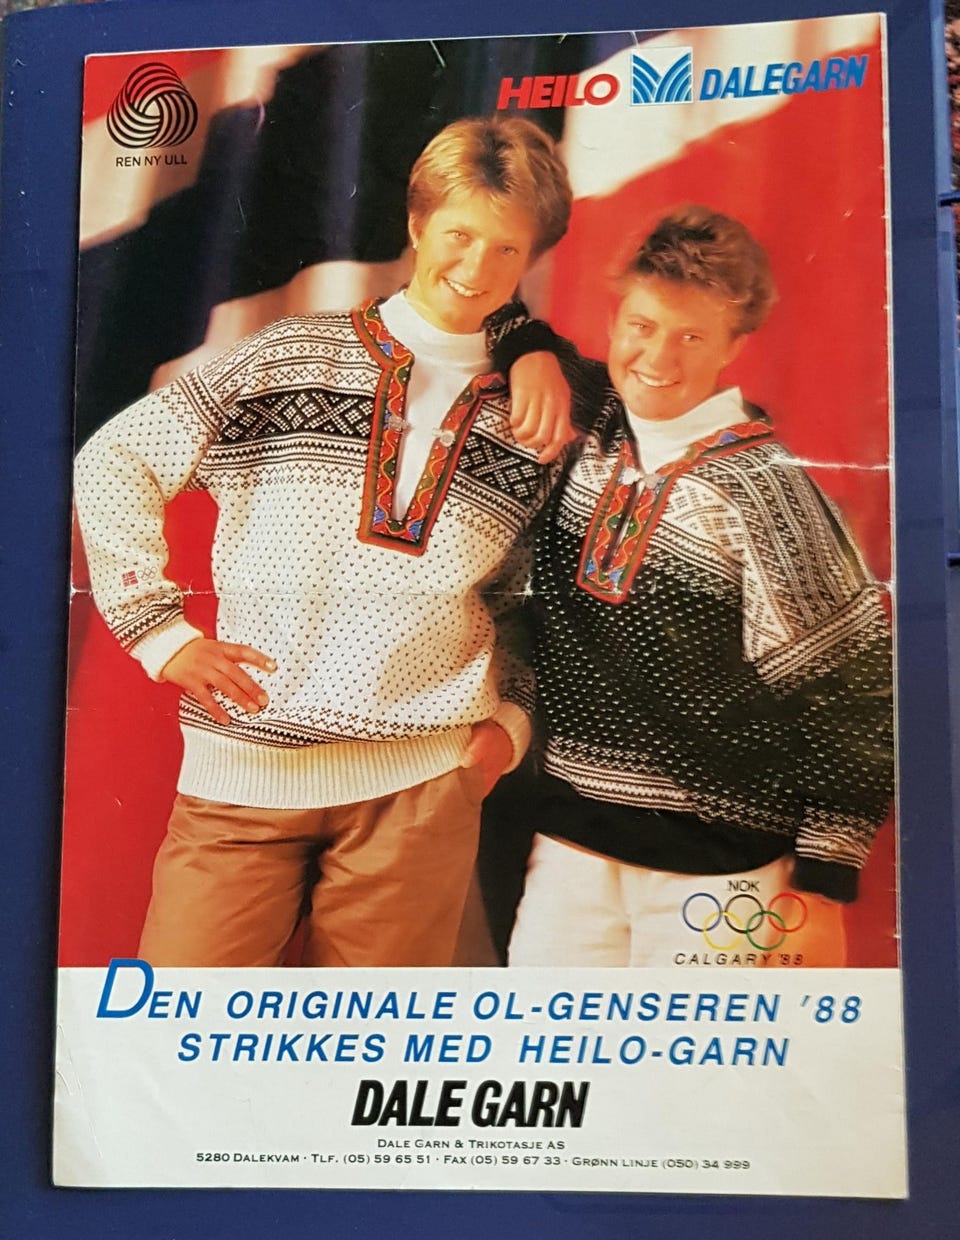 REN NY ULL
HEILO DALEGARN
NOK
CALGARY '88
DEN ORIGINALE OL-GENSEREN '88
STRIKKES MED HEILO-GARN
DALE GARN
DALE GARN & TRIKOTASJE AS
5280 DALEKVAM · TLF. (05) 59 65 51 · FAX (05) 59 67 33 · GRØNN LINJE (050) 34 999